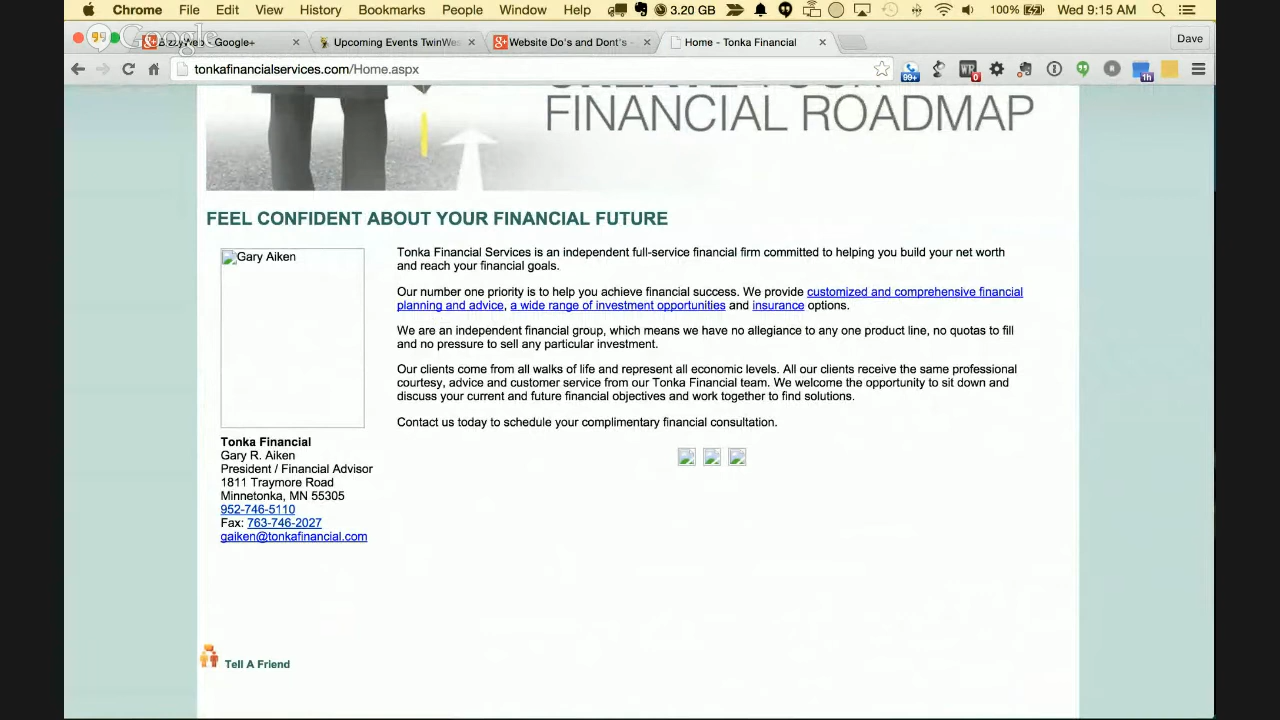 Chrome File Edit View History Bookmarks People Window Help 3.20 GB 100% Wed 9:15 AM
Google
Google+ Upcoming Events TwinWes Website Do's and Dont's - Home - Tonka Financial Dave
tonkafinancialservices.com/Home.aspx 99+ WR 0 1h
FINANCIAL ROADMAP
FEEL CONFIDENT ABOUT YOUR FINANCIAL FUTURE
Gary Aiken
Tonka Financial Services is an independent full-service financial firm committed to helping you build your net worth
and reach your financial goals.
Our number one priority is to help you achieve financial success. We provide customized and comprehensive financial
planning and advice, a wide range of investment opportunities and insurance options.
We are an independent financial group, which means we have no allegiance to any one product line, no quotas to fill
and no pressure to sell any particular investment.
Our clients come from all walks of life and represent all economic levels. All our clients receive the same professional
courtesy, advice and customer service from our Tonka Financial team. We welcome the opportunity to sit down and
discuss your current and future financial objectives and work together to find solutions.
Contact us today to schedule your complimentary financial consultation.
Tonka Financial
Gary R. Aiken
President / Financial Advisor
1811 Traymore Road
Minnetonka, MN 55305
952-746-5110
Fax: 763-746-2027
gaiken@tonkafinancial.com
Tell A Friend